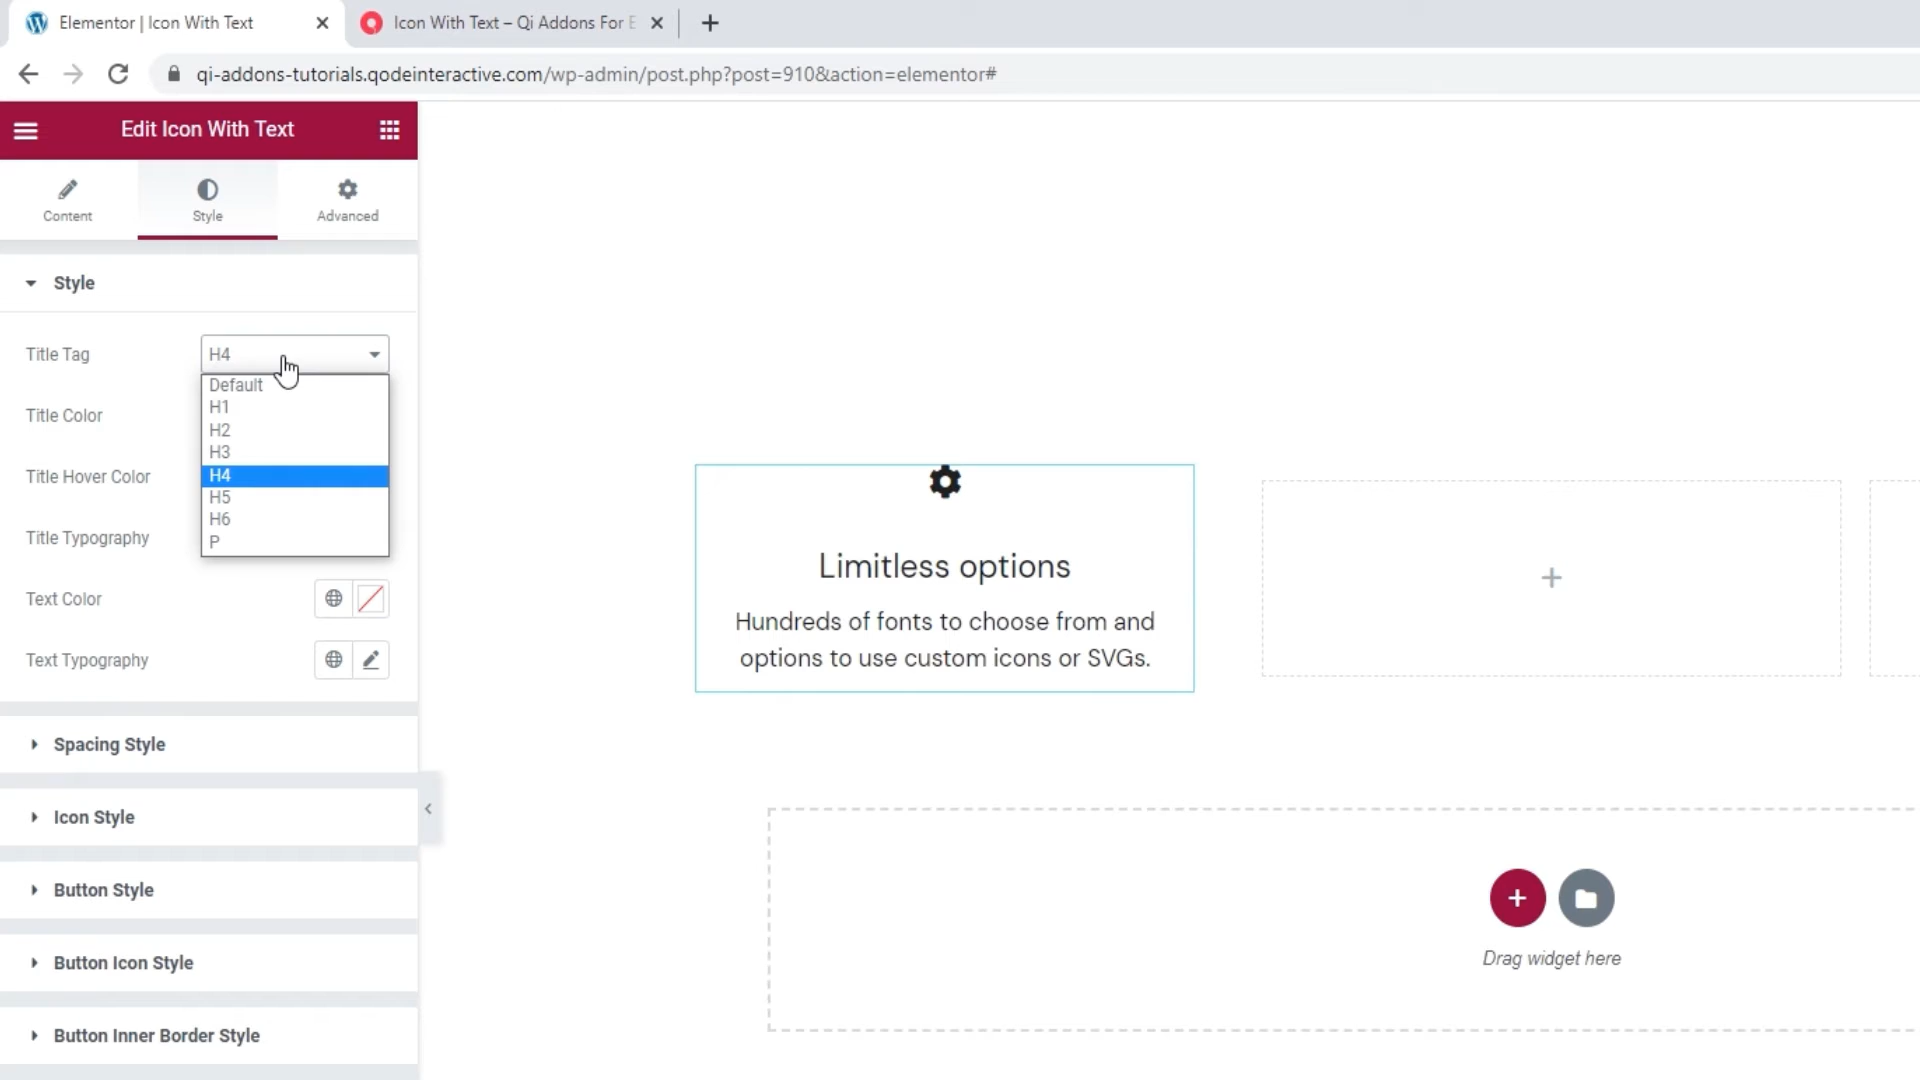 Elementor | Icon With Text
Icon With Text – Qi Addons For E
qi-addons-tutorials.qodeinteractive.com/wp-admin/post.php?post=910&action=elementor#
Edit Icon With Text
Content
Style
Advanced
Style
Title Tag
H4
Default
H1
H2
H3
H4
H5
H6
P
Title Color
Title Hover Color
Title Typography
Text Color
Text Typography
Spacing Style
Icon Style
Button Style
Button Icon Style
Button Inner Border Style
Limitless options
Hundreds of fonts to choose from and
options to use custom icons or SVGs.
Drag widget here